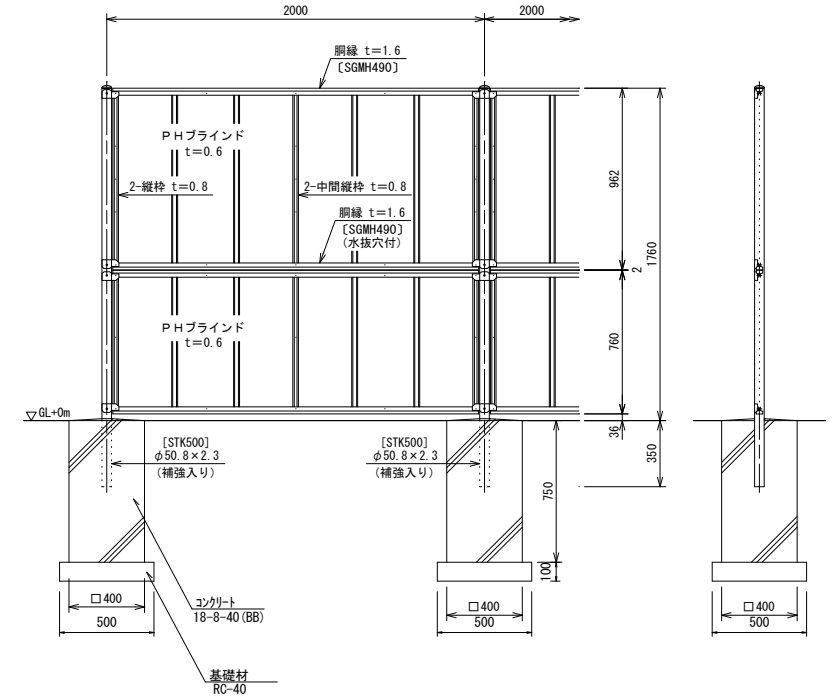 2000
2000
胴縁 t=1.6
[SGMH490]
PHブラインド
t=0.6
2-縦枠 t=0.8
2-中間縦枠 t=0.8
胴縁 t=1.6
[SGMH490]
(水抜穴付)
962
1760
2
PHブラインド
t=0.6
760
▽GL+0m
36
[STK500]
φ50.8×2.3
(補強入り)
[STK500]
φ50.8×2.3
(補強入り)
350
750
100
□400
500
□400
500
□400
500
コンクリート
18-8-40(BB)
基礎材
RC-40